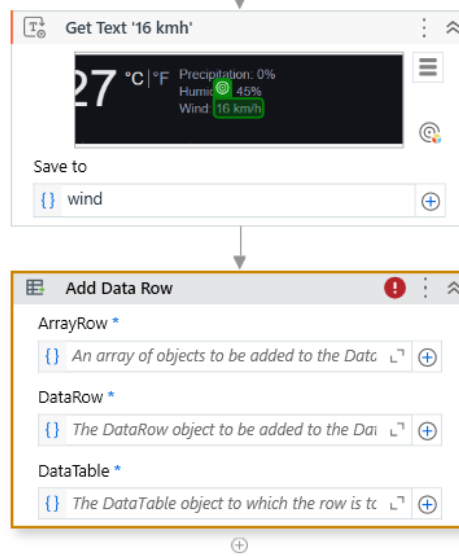 Get Text '16 kmh'
27 °C | °F Precipitation: 0%
45%
Wind: 16 km/h
Save to
{} wind
Add Data Row
ArrayRow *
{} An array of objects to be added to the Data
DataRow *
{} The DataRow object to be added to the Dat
DataTable *
{} The DataTable object to which the row is to